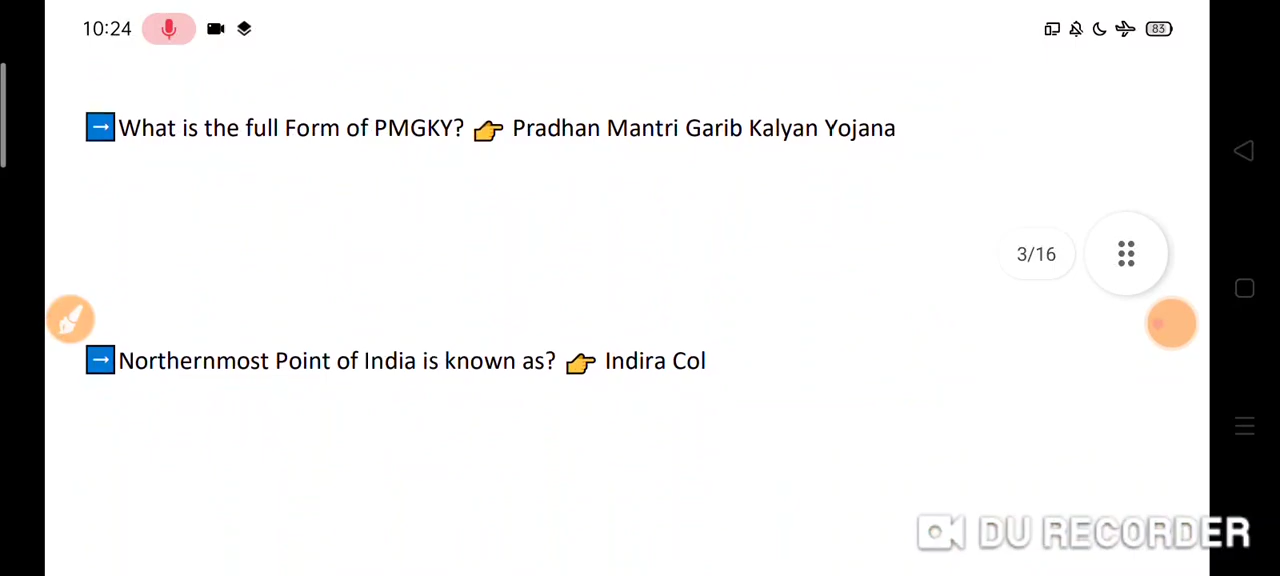 10:24 83
What is the full Form of PMGKY? Pradhan Mantri Garib Kalyan Yojana
3/16
Northernmost Point of India is known as? Indira Col
DU RECORDER